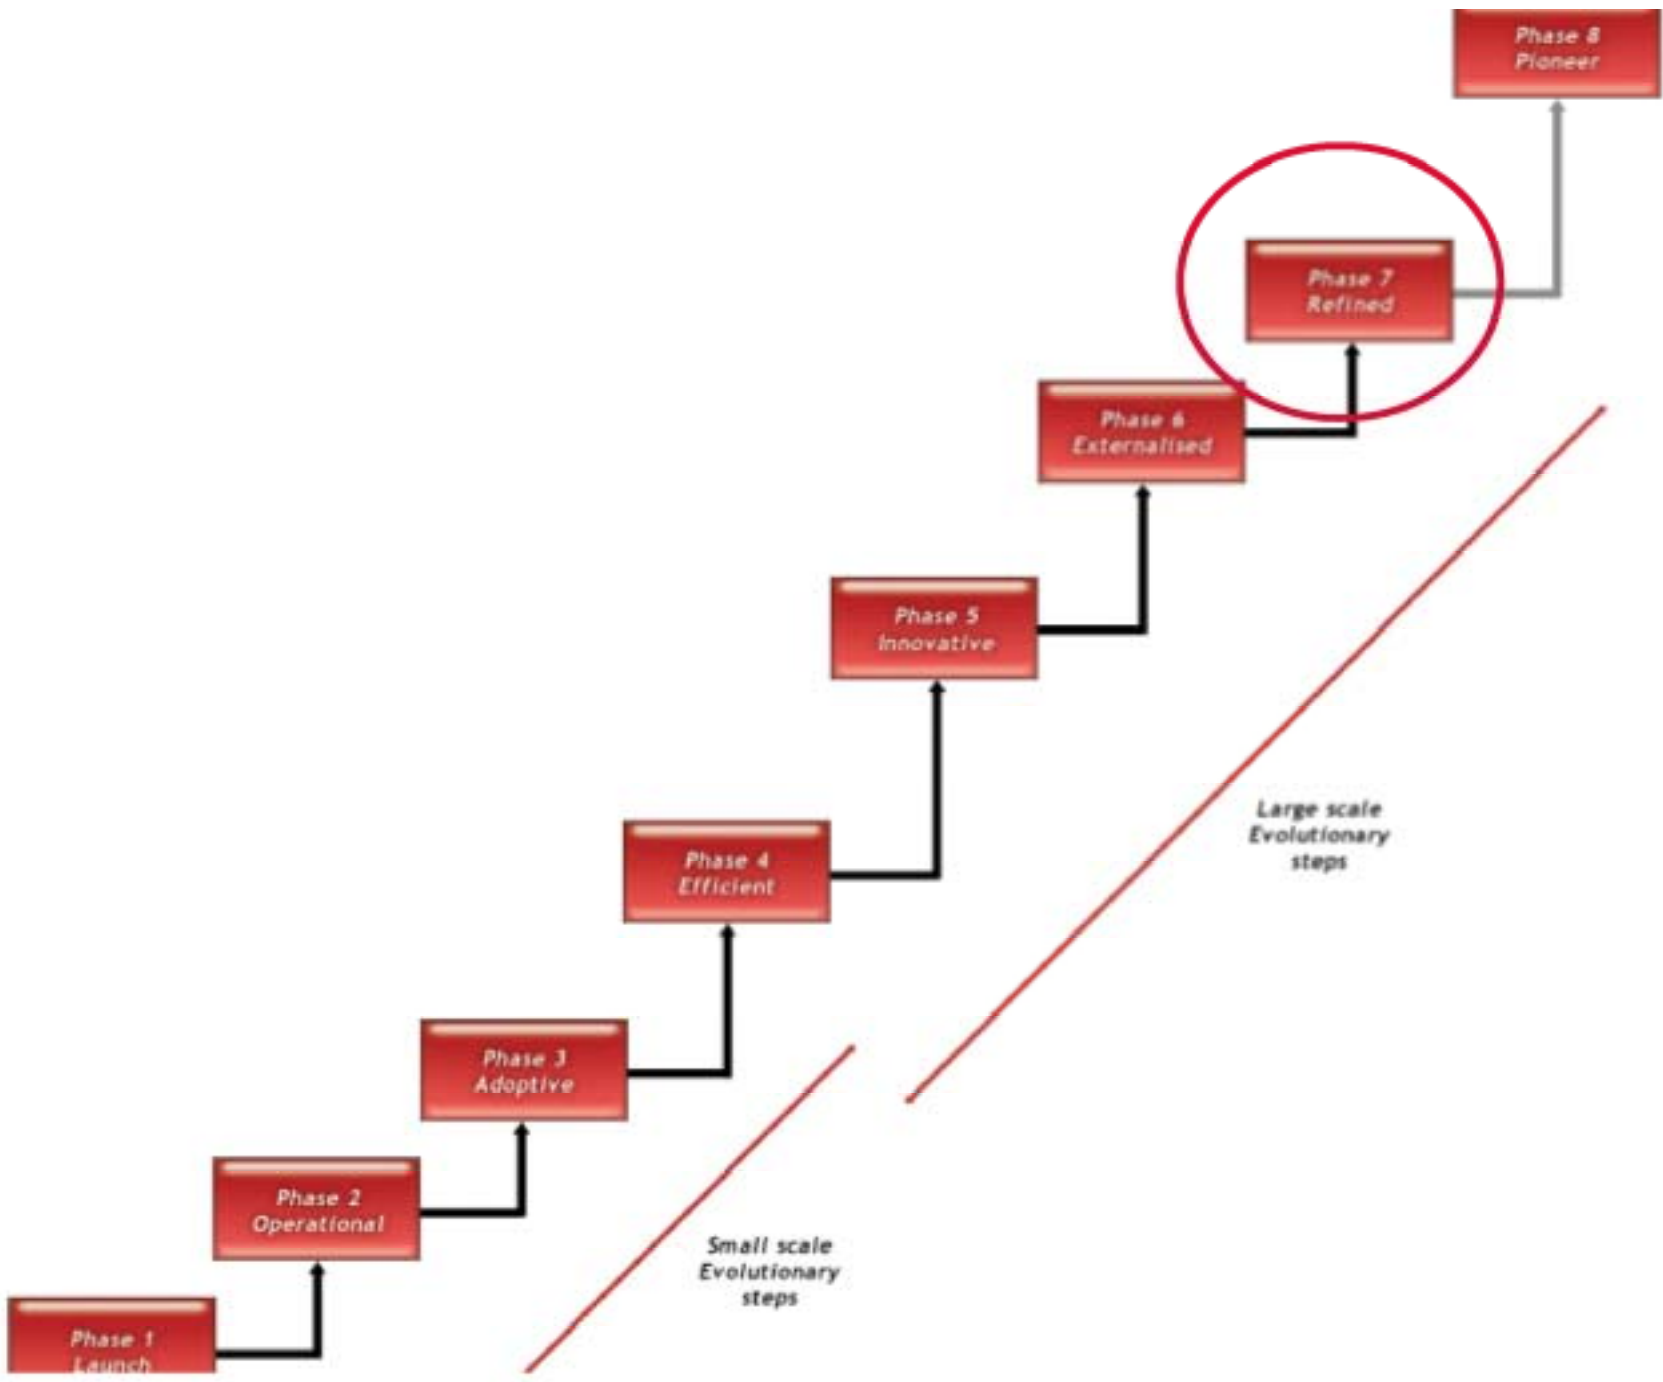 Phase 8
Pioneer
Phase 7
Refined
Phase 6
Externalised
Phase 5
Innovative
Large scale
Evolutionary
steps
Phase 4
Efficient
Phase 3
Adoptive
Phase 2
Operational
Small scale
Evolutionary
steps
Phase 1
Launch